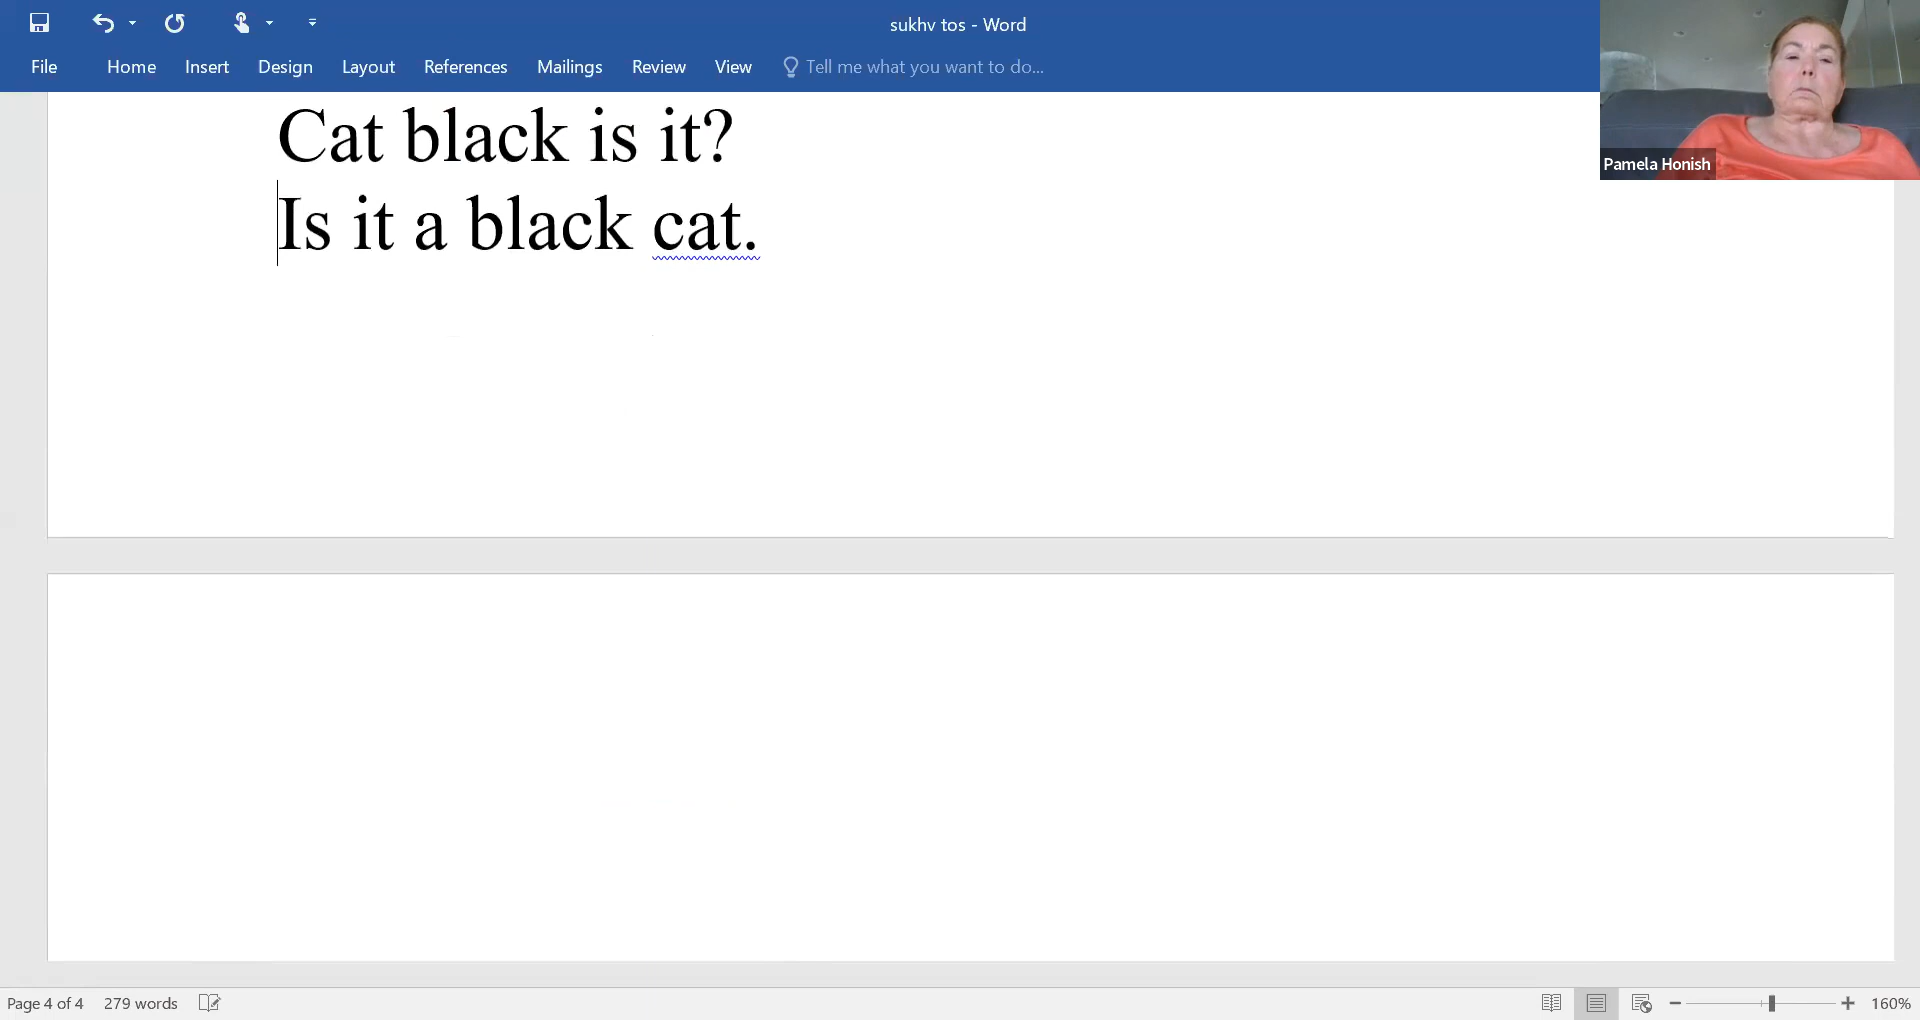 sukhv tos - Word
File Home Insert Design Layout References Mailings Review View Tell me what you want to do...
Pamela Honish
Cat black is it?
Is it a black cat.
Page 4 of 4 279 words
160%